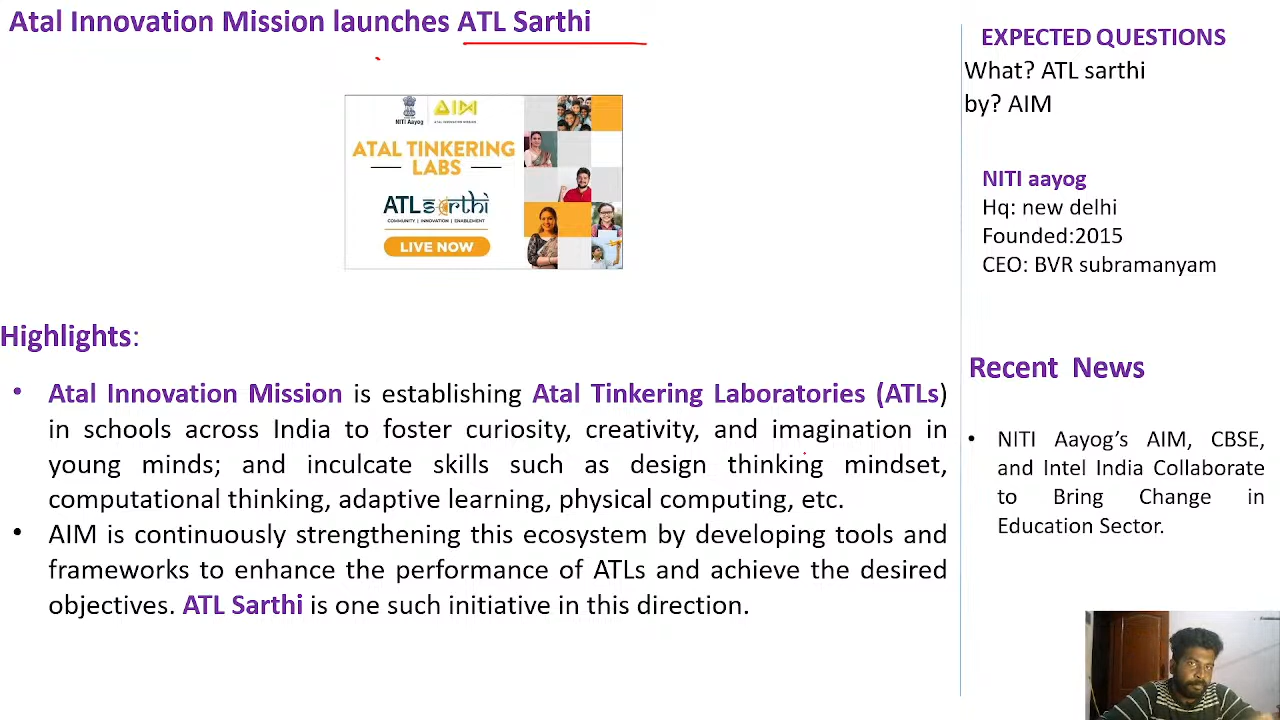 Atal Innovation Mission launches ATL Sarthi
NITI Aayog
AIM
ATAL INNOVATION MISSION
ATAL TINKERING
LABS
ATL sarthi
COMMUNITY | INNOVATION | ENABLEMENT
LIVE NOW
Highlights:
• Atal Innovation Mission is establishing Atal Tinkering Laboratories (ATLs)
in schools across India to foster curiosity, creativity, and imagination in
young minds; and inculcate skills such as design thinking mindset,
computational thinking, adaptive learning, physical computing, etc.
• AIM is continuously strengthening this ecosystem by developing tools and
frameworks to enhance the performance of ATLs and achieve the desired
objectives. ATL Sarthi is one such initiative in this direction.
EXPECTED QUESTIONS
What? ATL sarthi
by? AIM
NITI aayog
Hq: new delhi
Founded:2015
CEO: BVR subramanyam
Recent News
• NITI Aayog’s AIM, CBSE,
and Intel India Collaborate
to Bring Change in
Education Sector.